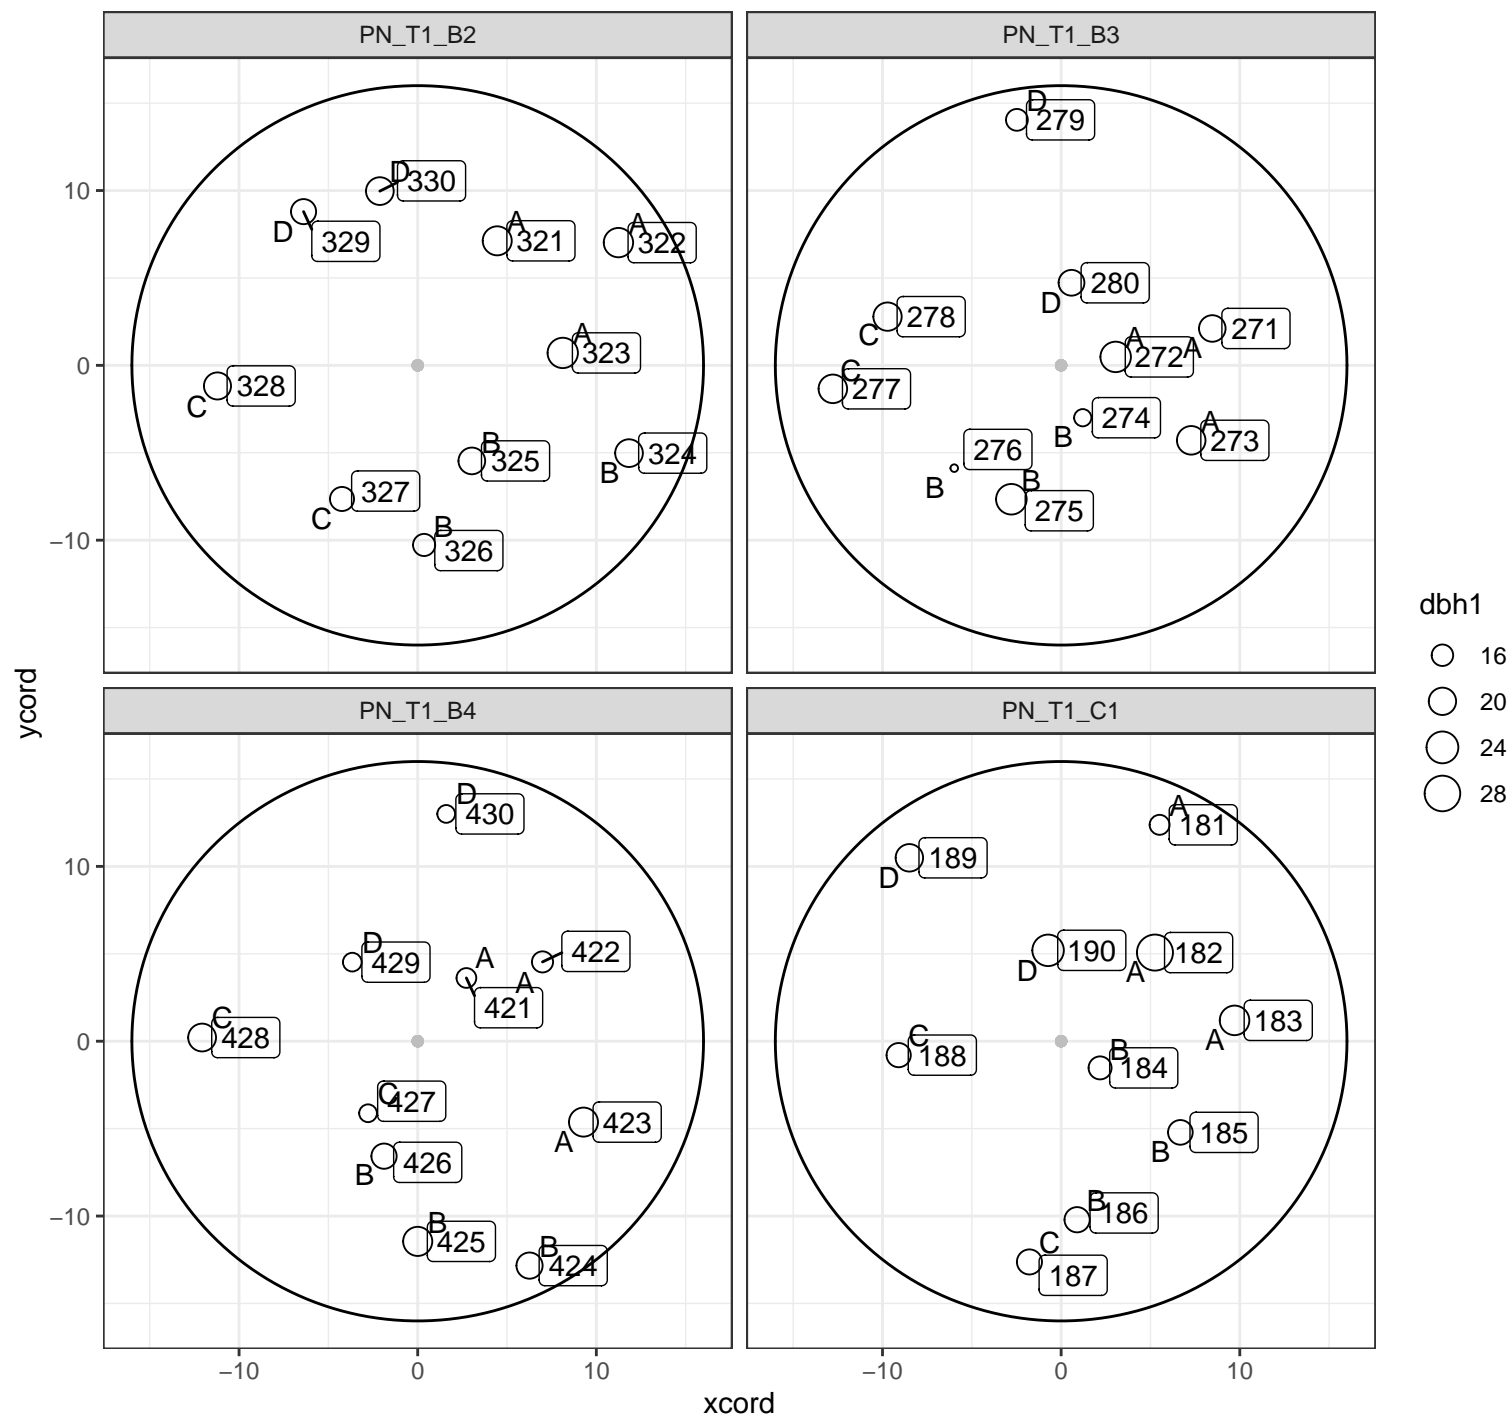 PN_T1_B2
PN_T1_B3
10
0
−10
D
330
D
329
A
321
A
322
A
323
C
328
B
325
B
324
C
327
B
326
D
279
D
280
C
278
C
277
A
271
A
272
A
273
B
274
B
276
B
275
ycord
PN_T1_B4
PN_T1_C1
10
0
−10
D
430
D
429
A
422
A
421
C
428
C
427
A
423
B
426
B
425
B
424
A
181
D
189
D
190
A
182
A
183
C
188
B
184
B
185
B
186
C
187
−10
0
10
−10
0
10
xcord
dbh1
16
20
24
28